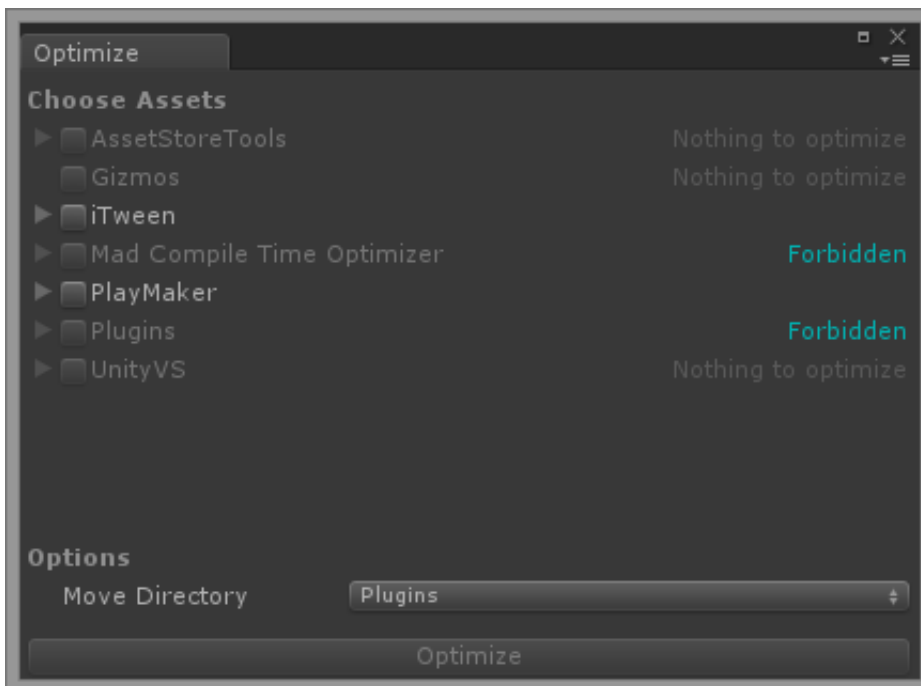 Optimize
Choose Assets
AssetStoreTools Nothing to optimize
Gizmos Nothing to optimize
iTween
Mad Compile Time Optimizer Forbidden
PlayMaker
Plugins Forbidden
UnityVS Nothing to optimize
Options
Move Directory Plugins
Optimize